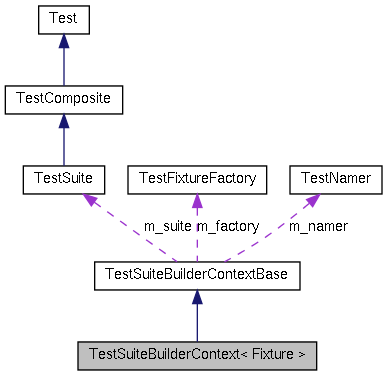 Test
TestComposite
TestSuite
TestFixtureFactory
TestNamer
m_suite
m_factory
m_namer
TestSuiteBuilderContextBase
TestSuiteBuilderContext< Fixture >